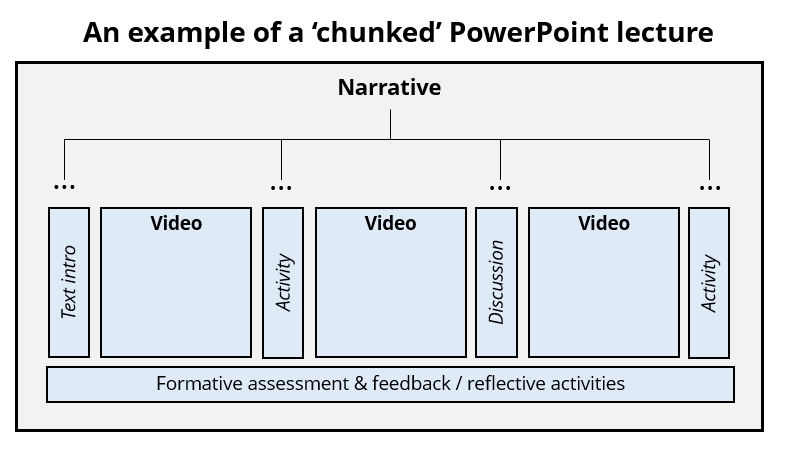 An example of a ‘chunked’ PowerPoint lecture
Narrative
... ... ... ...
Text intro
Video
Activity
Video
Discussion
Video
Activity
Formative assessment & feedback / reflective activities